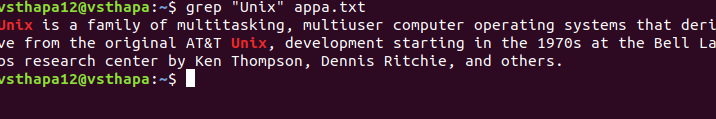 vsthapa12@vsthapa12:~$ grep "Unix" appa.txt
Unix is a family of multitasking, multiuser computer operating systems that deri
ve from the original AT&T Unix, development starting in the 1970s at the Bell La
bs research center by Ken Thompson, Dennis Ritchie, and others.
vsthapa12@vsthapa12:~$